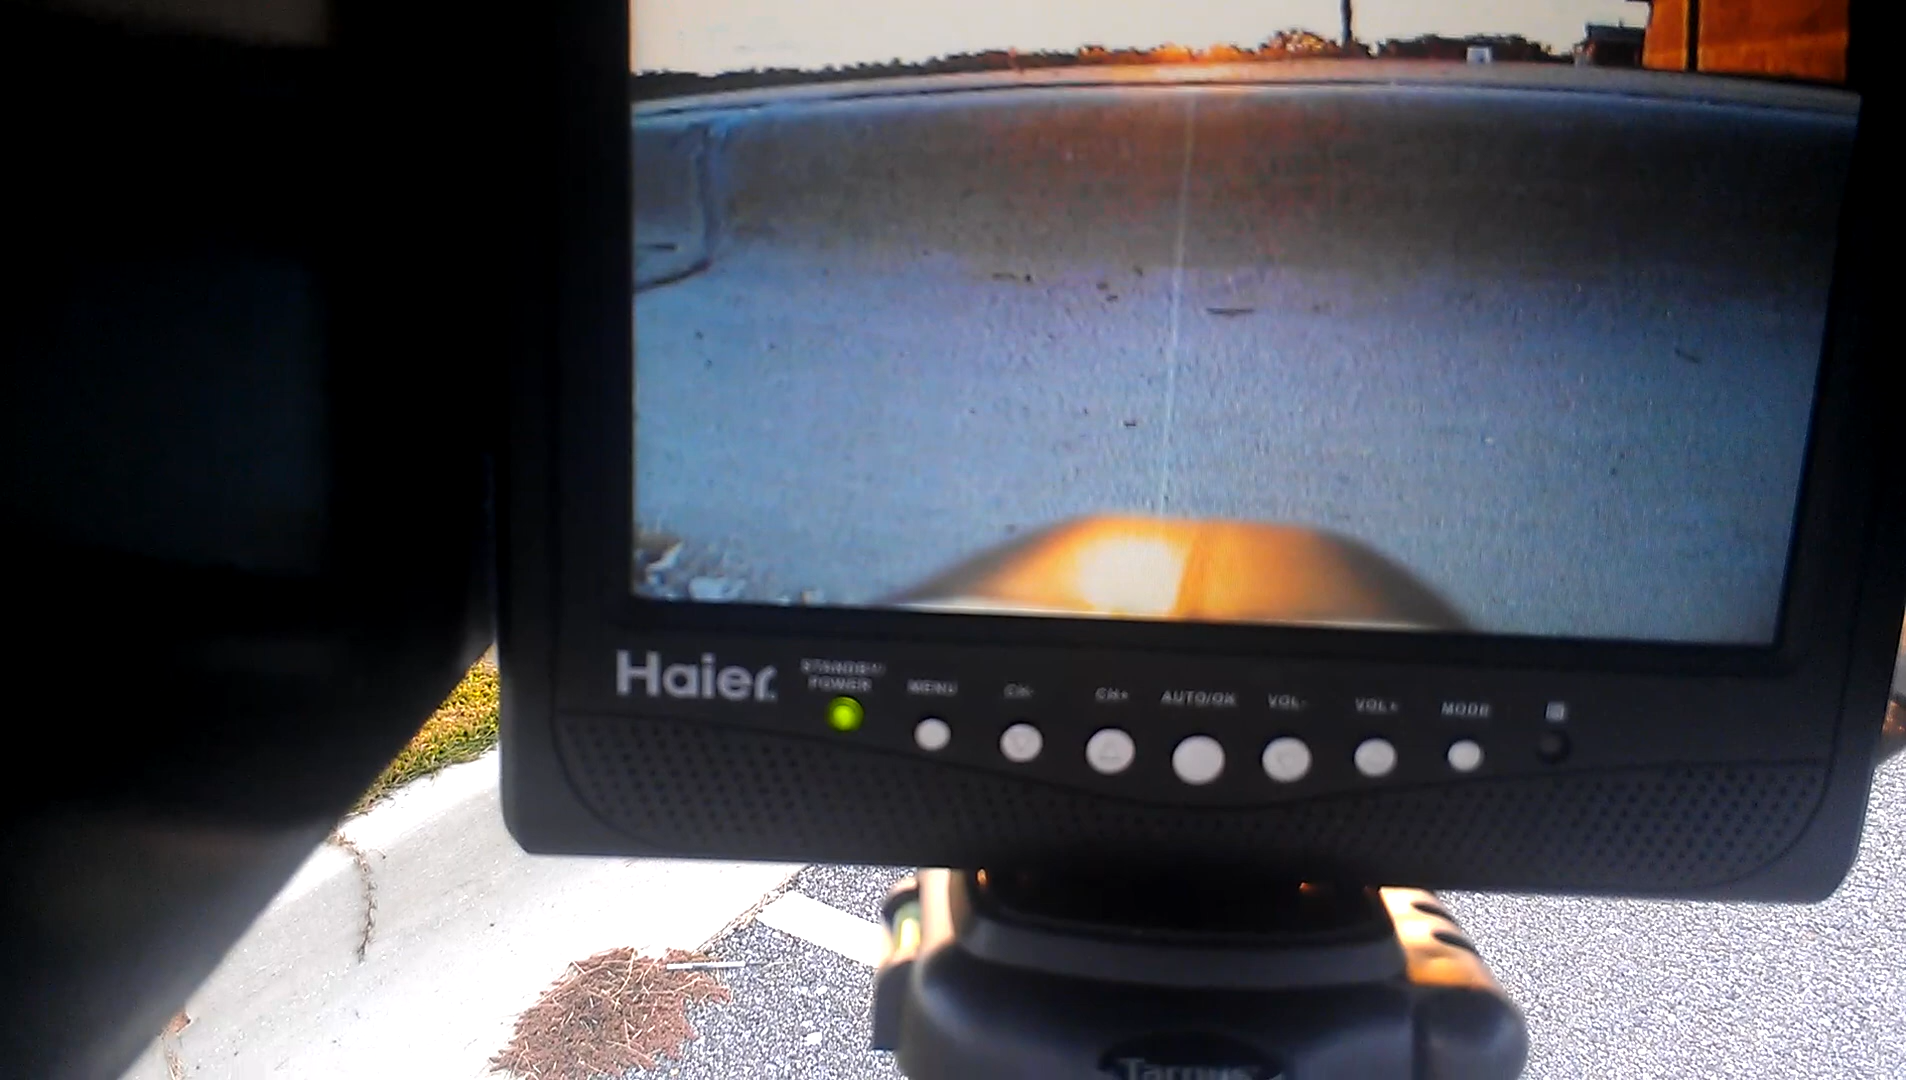 Haier
STANDBY/
POWER
MENU
CH-
CH+
AUTO/OK
VOL-
VOL+
MODE